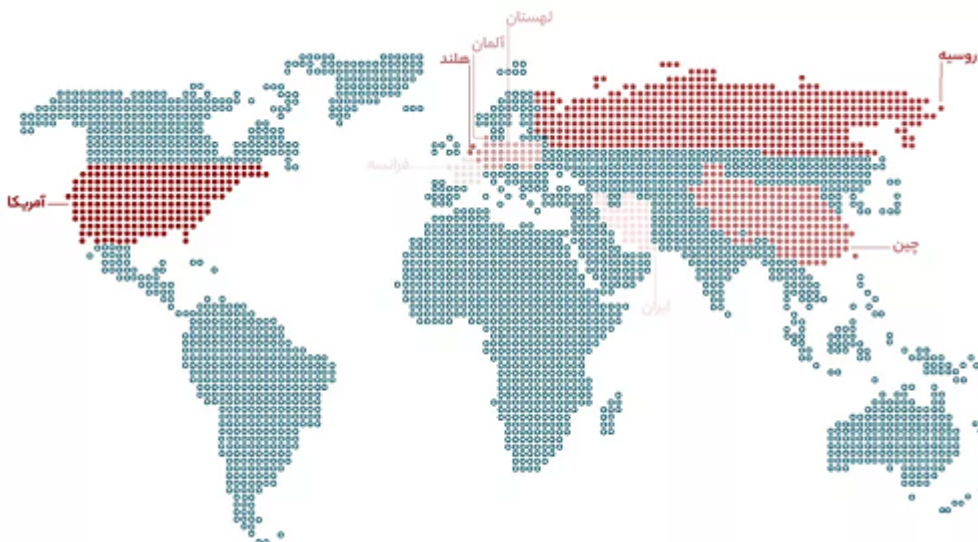 لهستان
آلمان
هلند
روسیه
فرانسه
آمریکا
چین
ایران